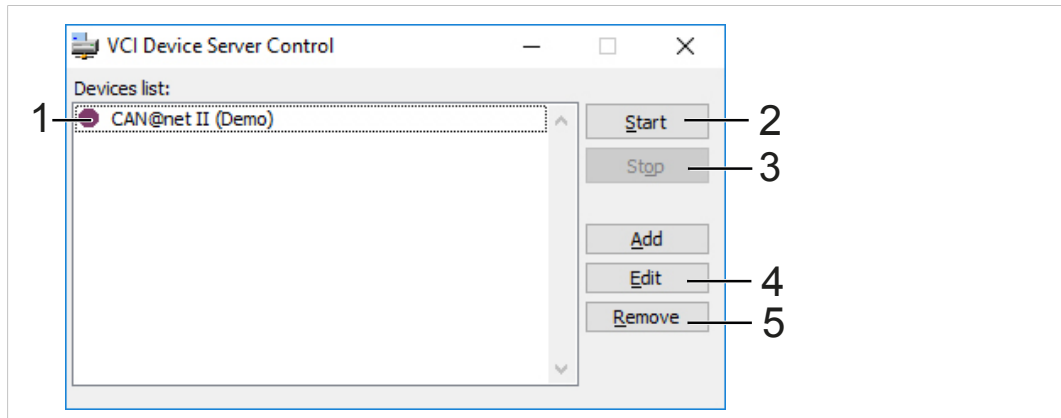 VCI Device Server Control
Devices list:
1 CAN@net II (Demo)
Start 2
Stop 3
Add
Edit 4
Remove 5